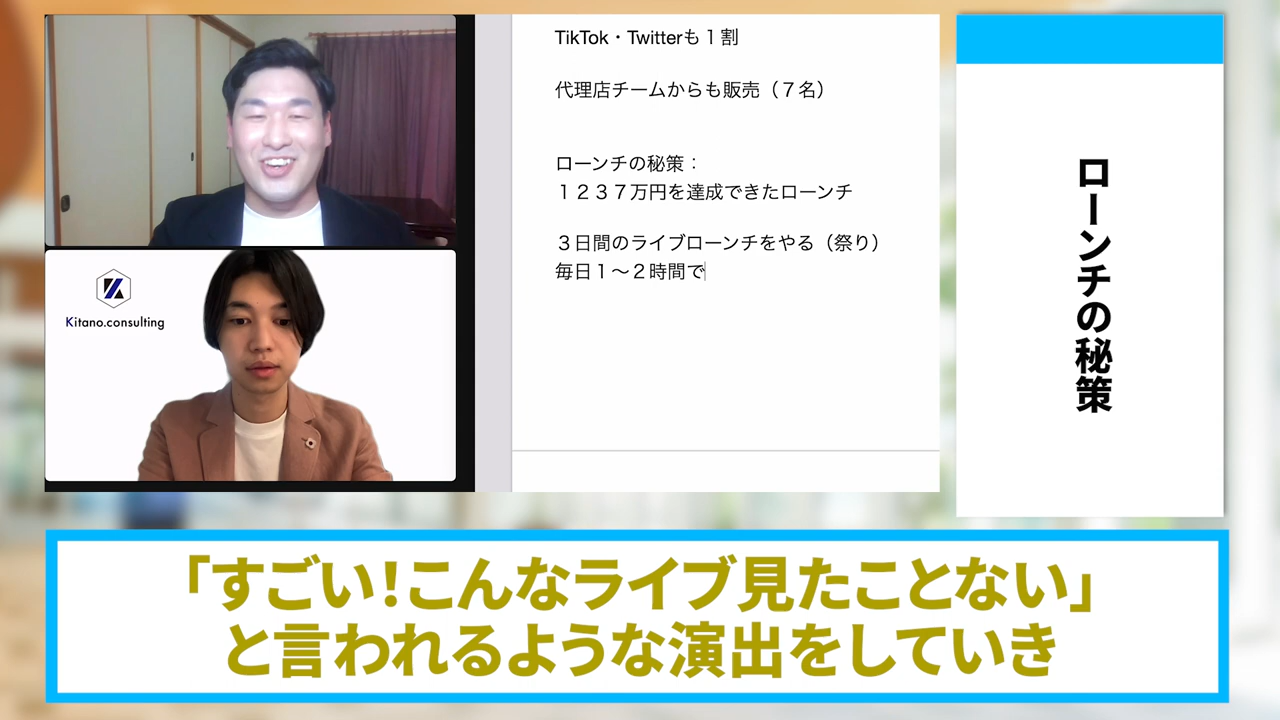 TikTok・Twitterも１割
代理店チームからも販売（７名）
ローンチの秘策：
１２３７万円を達成できたローンチ
３日間のライブローンチをやる（祭り）
毎日１～２時間で
Kitano.consulting
ローンチの秘策
「すごい!こんなライブ見たことない」
と言われるような演出をしていき